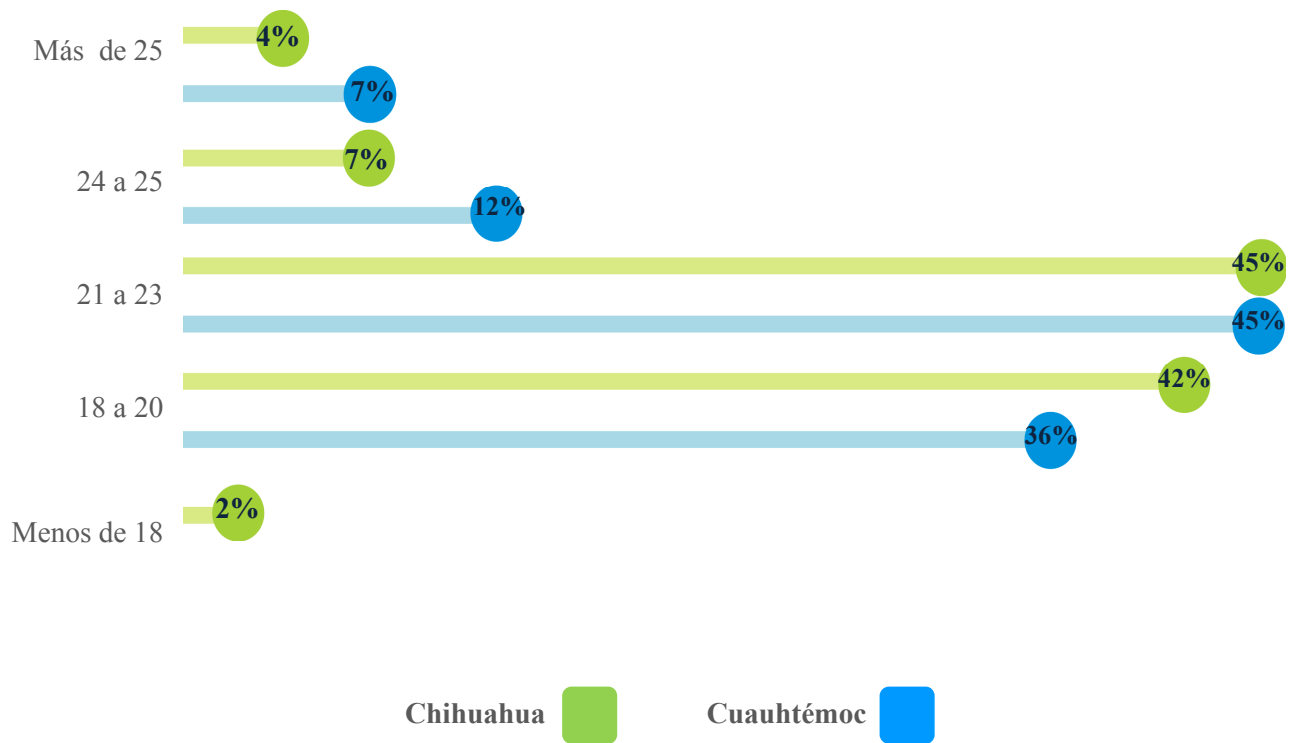 4%
Más de 25
7%
7%
24 a 25
12%
45%
21 a 23
45%
42%
18 a 20
36%
2%
Menos de 18
Chihuahua Cuauhtémoc